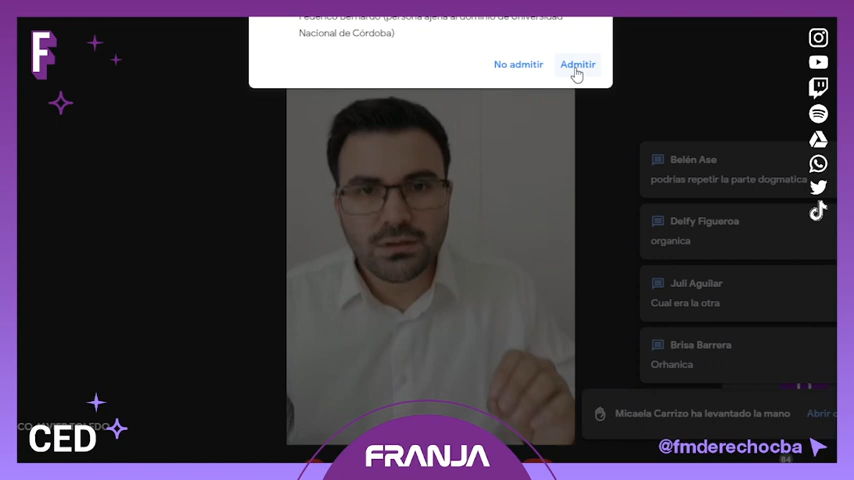 F
Federico Bernardo (persona ajena al dominio de Universidad
Nacional de Córdoba)
No admitir
Admitir
Belén Ase
podrias repetir la parte dogmatica
Delfy Figueroa
organica
Juli Aguilar
Cual era la otra
Brisa Barrera
Orhanica
Micaela Carrizo ha levantado la mano
Abrir
CED
FRANJA
@fmderechocba
84